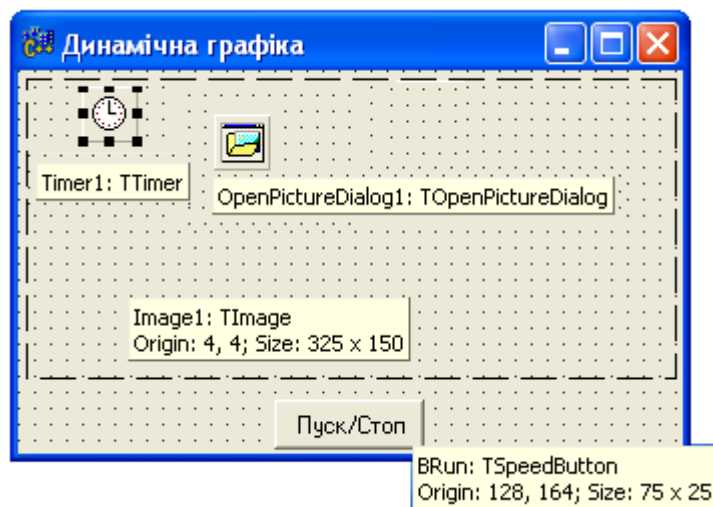 Динамічна графіка
Timer1: TTimer
OpenPictureDialog1: TOpenPictureDialog
Image1: TImage
Origin: 4, 4; Size: 325 x 150
Пуск/Стоп
BRun: TSpeedButton
Origin: 128, 164; Size: 75 x 25